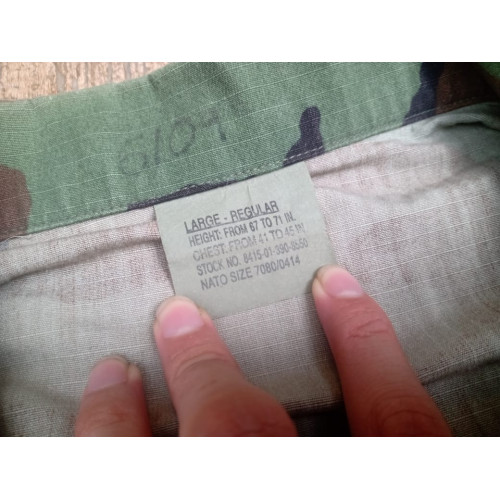 6104
LARGE - REGULAR
HEIGHT: FROM 67 TO 71 IN.
CHEST: FROM 41 TO 45 IN.
STOCK NO. 8415-01-390-8550
NATO SIZE 7080/0414